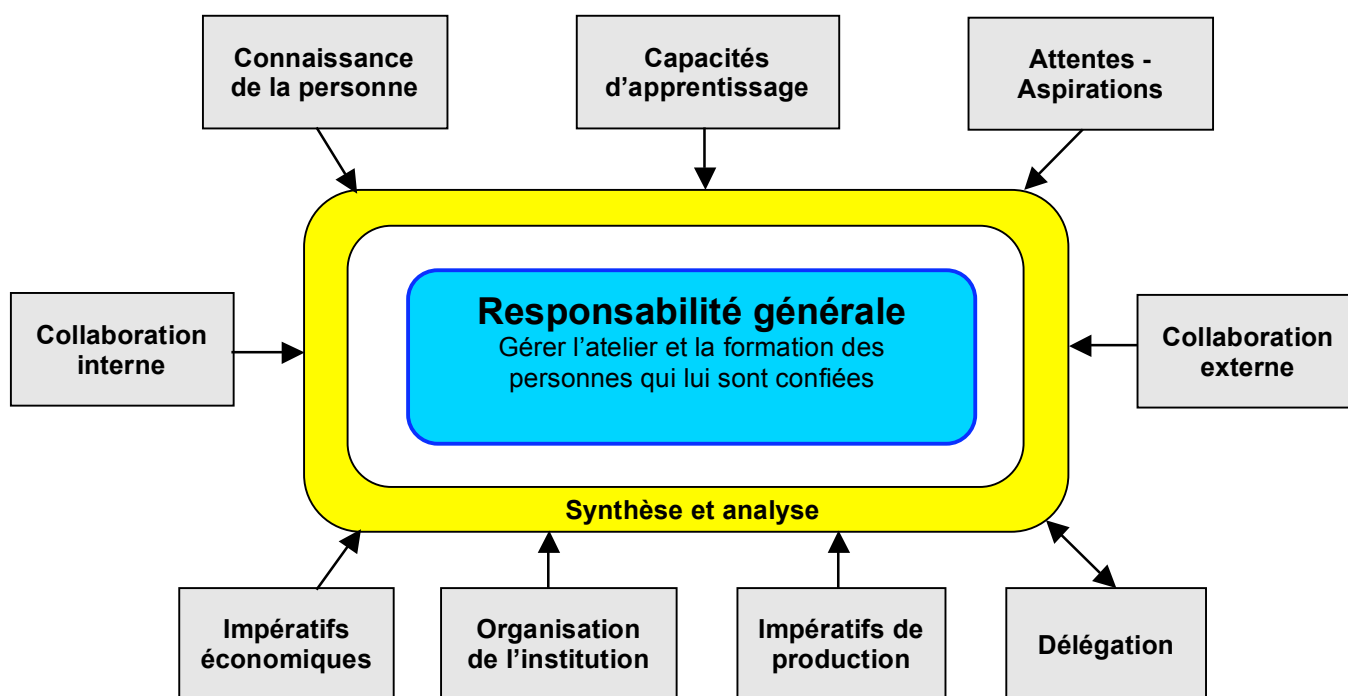 Connaissance
de la personne
Capacités
d’apprentissage
Attentes -
Aspirations
Collaboration
interne
Responsabilité générale
Gérer l’atelier et la formation des
personnes qui lui sont confiées
Collaboration
externe
Synthèse et analyse
Impératifs
économiques
Organisation
de l’institution
Impératifs de
production
Délégation